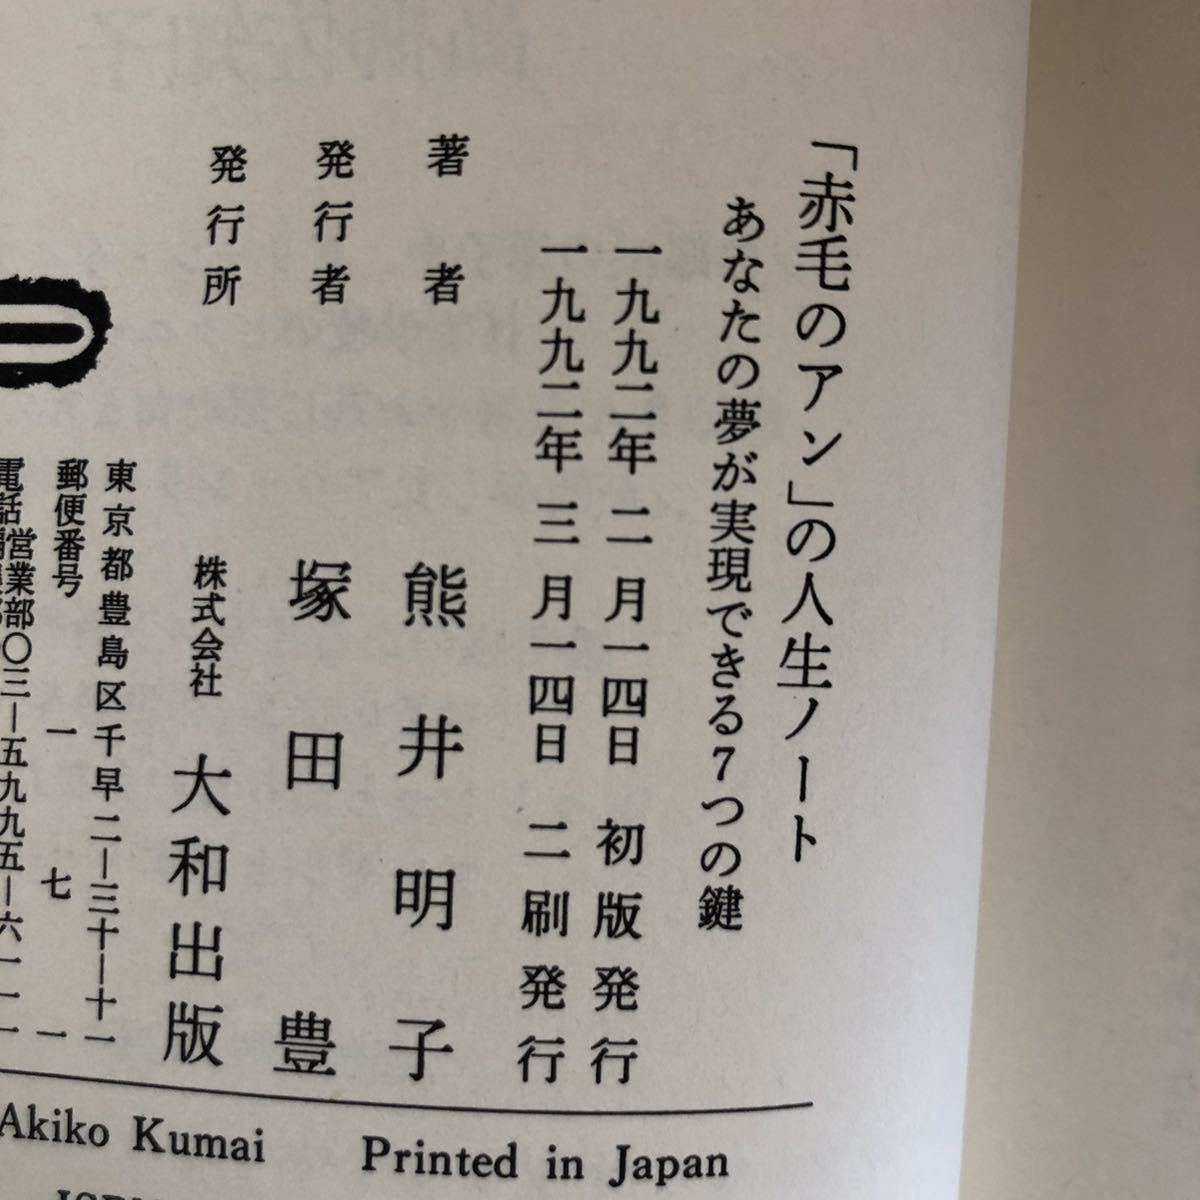 「赤毛のアン」の人生ノート
あなたの夢が実現できる7つの鍵
一九九二年 二月一四日 初版発行
一九九二年 三月一四日 二刷発行
著者 熊井明子
発行者 塚田豊
発行所 株式会社 大和出版
東京都豊島区千早二―三十―十一
郵便番号 一七一
電話 営業部〇三―五九九五―六一一一
Akiko Kumai Printed in Japan